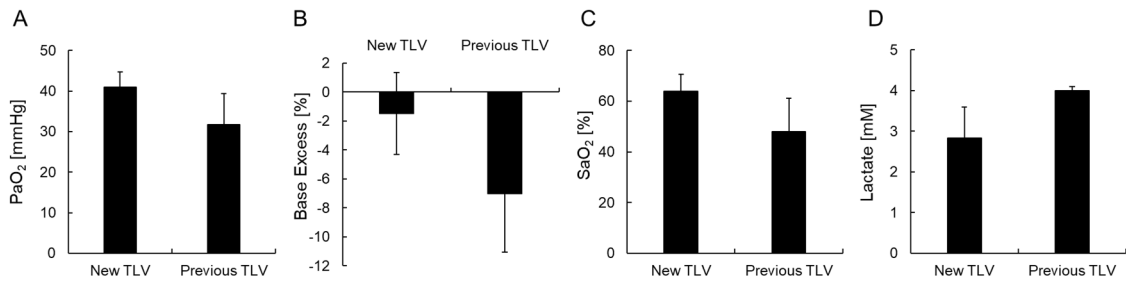 A
PaO2 [mmHg]
50
40
30
20
10
0
New TLV
Previous TLV
B
New TLV
Previous TLV
Base Excess [%]
2
0
-2
-4
-6
-8
-10
-12
C
SaO2 [%]
80
60
40
20
0
New TLV
Previous TLV
D
Lactate [mM]
5
4
3
2
1
0
New TLV
Previous TLV